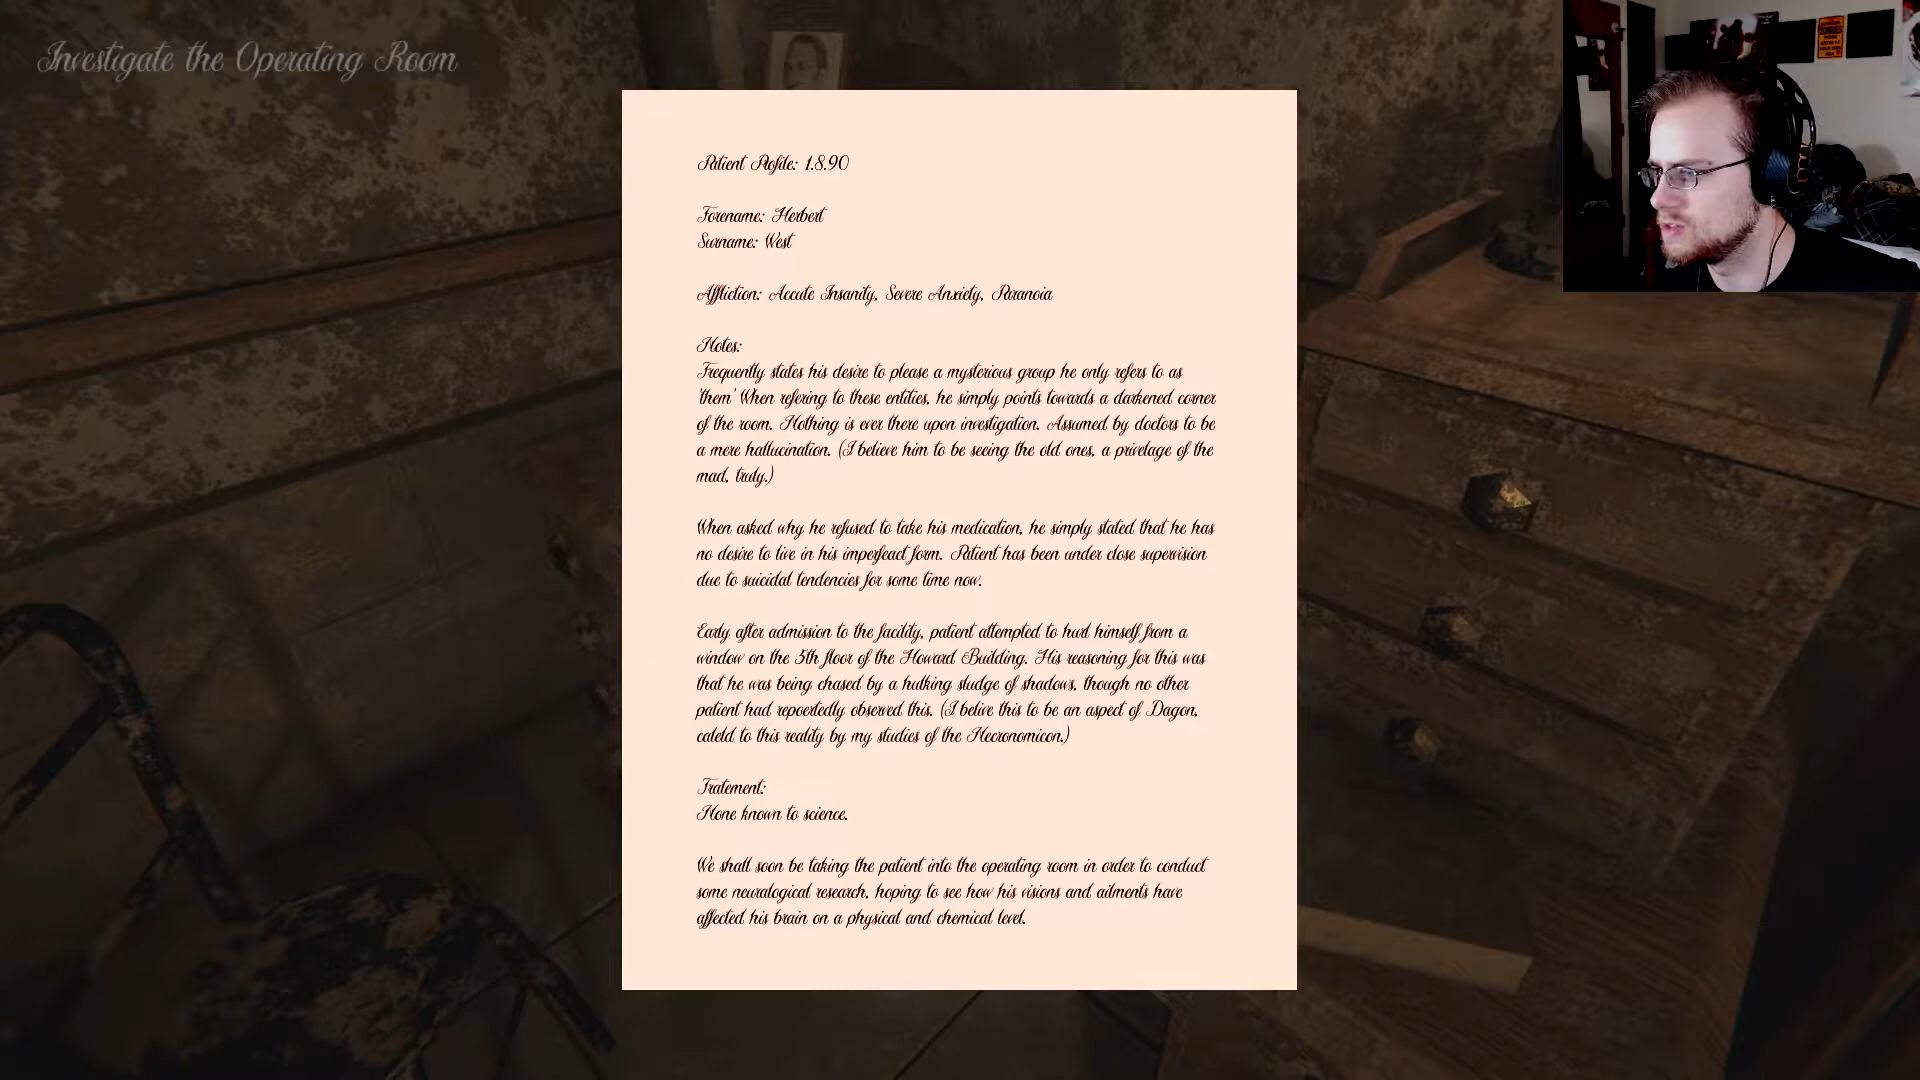 Investigate the Operating Room
Patient Profile: 1.8.90
Forename: Herbert
Surname: West
Affliction: Accute Insanity, Severe Anxiety, Paranoia
Notes:
Frequently states his desire to please a mysterious group he only refers to as
'them' When refering to these entities, he simply points towards a darkened corner
of the room. Nothing is ever there upon investigation. Assumed by doctors to be
a mere hallucination. (I believe him to be seeing the old ones, a privelage of the
mad, truly.)
When asked why he refused to take his medication, he simply stated that he has
no desire to live in his imperfeact form. Patient has been under close supervision
due to suicidal tendencies for some time now.
Early after admission to the facility, patient attempted to hurl himself from a
window on the 5th floor of the Howard Building. His reasoning for this was
that he was being chased by a hulking sludge of shadows, though no other
patient had repoertedly observed this. (I belive this to be an aspect of Dagon,
cateld to this reality by my studies of the Necronomicon.)
Tratement:
None known to science.
We shall soon be taking the patient into the operating room in order to conduct
some neuralogical research, hoping to see how his visions and ailments have
affected his brain on a physical and chemical level.